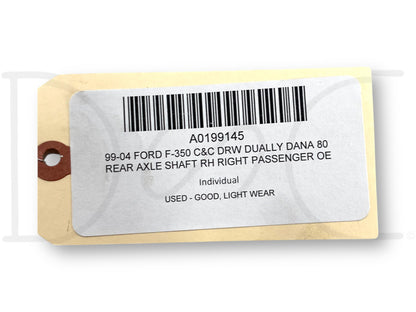 A0199145
99-04 FORD F-350 C&C DRW DUALLY DANA 80
REAR AXLE SHAFT RH RIGHT PASSENGER OE
Individual
USED - GOOD, LIGHT WEAR